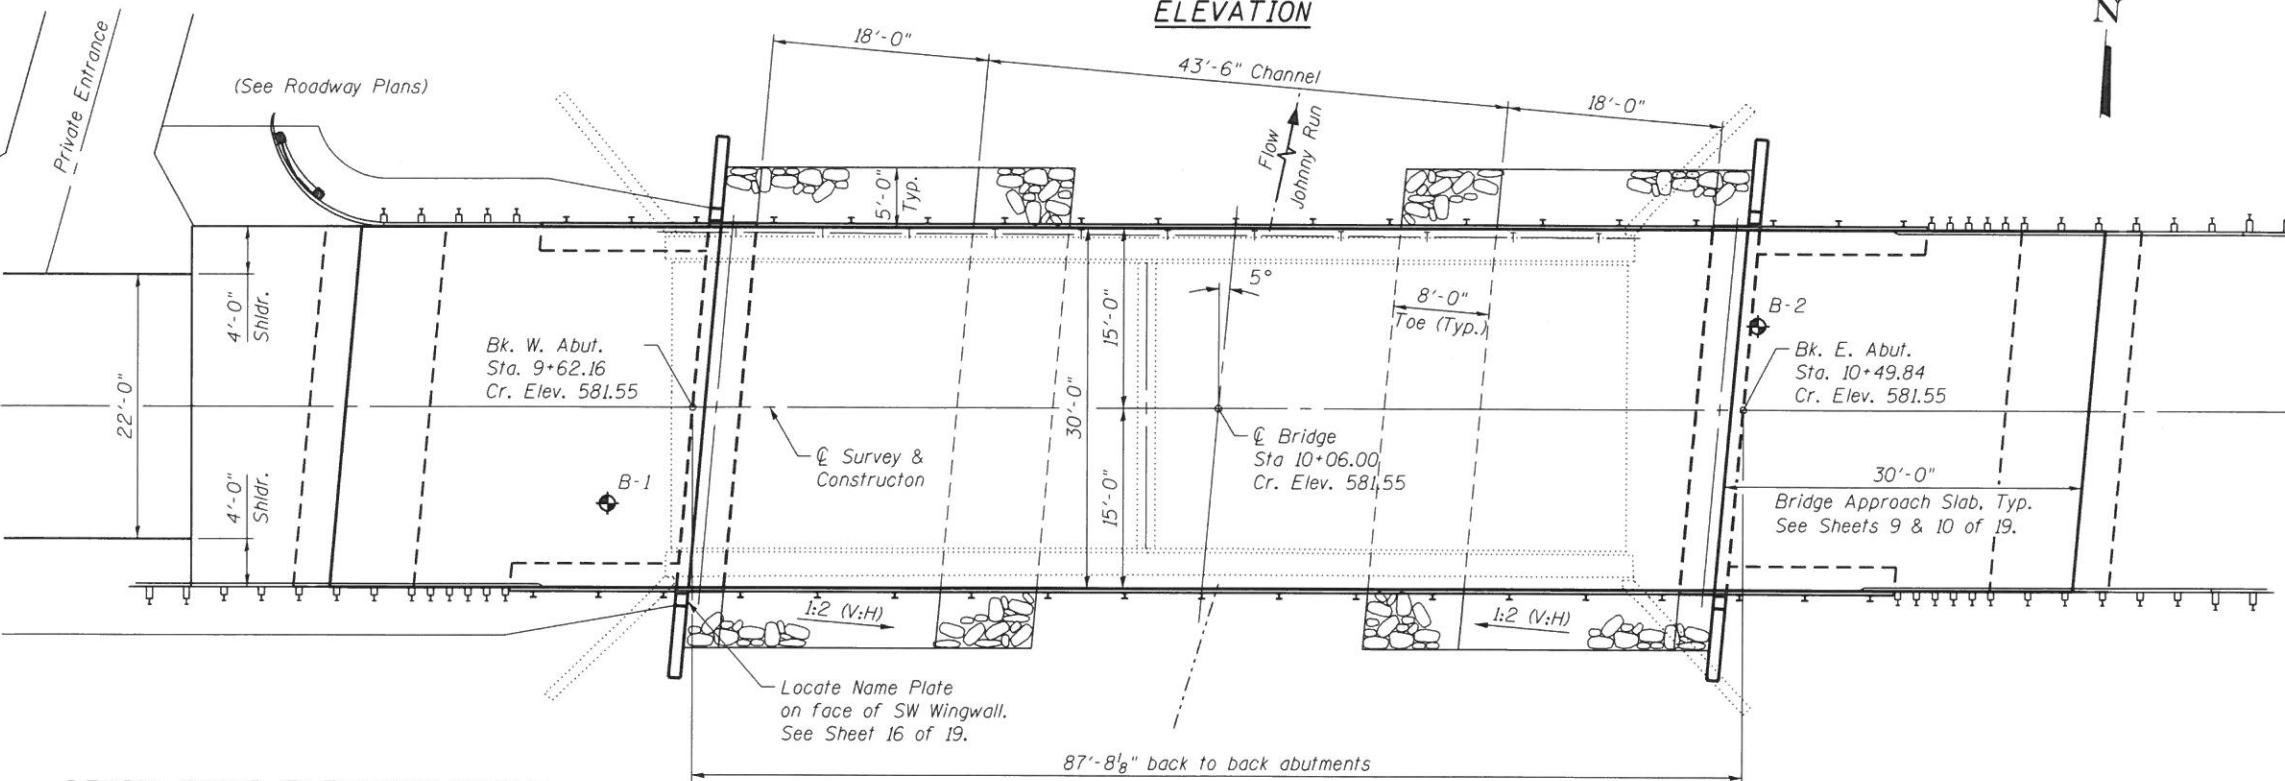 ELEVATION
N
18'-0"
43'-6" Channel
18'-0"
Private Entrance
(See Roadway Plans)
Flow
Johnny Run
5'-0"
Typ.
5°
4'-0"
Shldr.
15'-0"
8'-0"
Toe (Typ.)
B-2
Bk. W. Abut.
Sta. 9+62.16
Cr. Elev. 581.55
Bk. E. Abut.
Sta. 10+49.84
Cr. Elev. 581.55
22'-0"
30'-0"
℄ Bridge
Sta 10+06.00
Cr. Elev. 581.55
℄ Survey &
Constructon
B-1
30'-0"
Bridge Approach Slab, Typ.
See Sheets 9 & 10 of 19.
4'-0"
Shldr.
15'-0"
1:2 (V:H)
1:2 (V:H)
Locate Name Plate
on face of SW Wingwall.
See Sheet 16 of 19.
87'-8⅛" back to back abutments